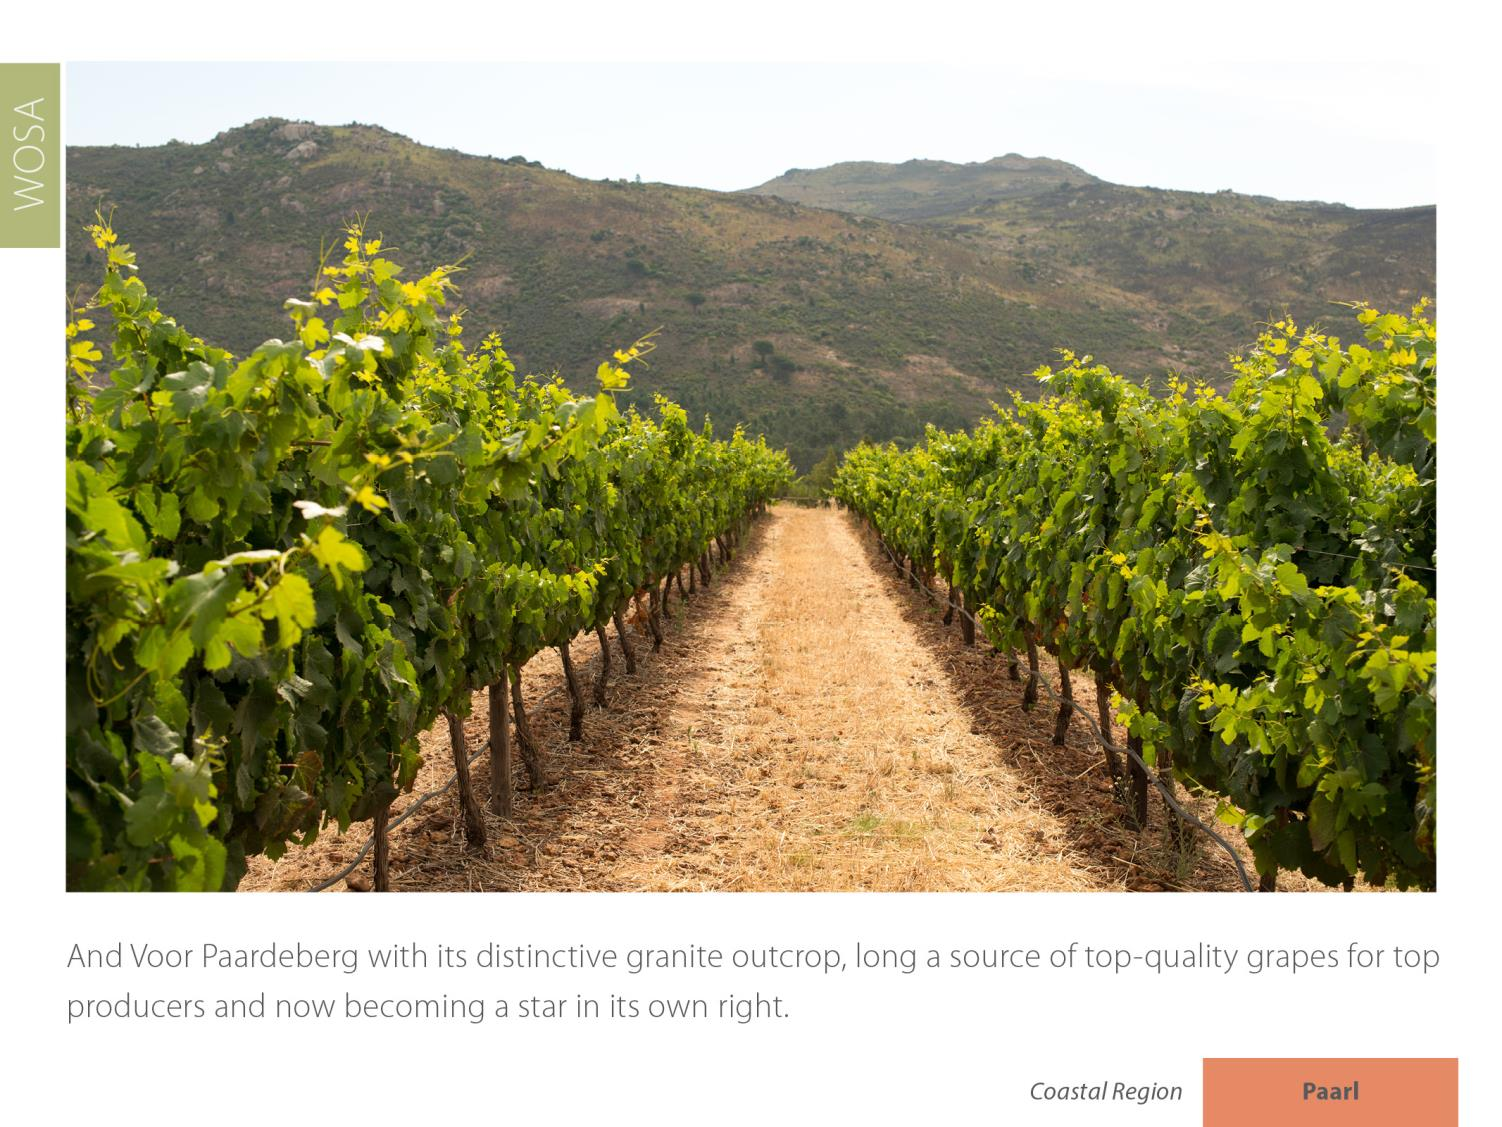 WOSA
And Voor Paardeberg with its distinctive granite outcrop, long a source of top-quality grapes for top
producers and now becoming a star in its own right.
Coastal Region
Paarl